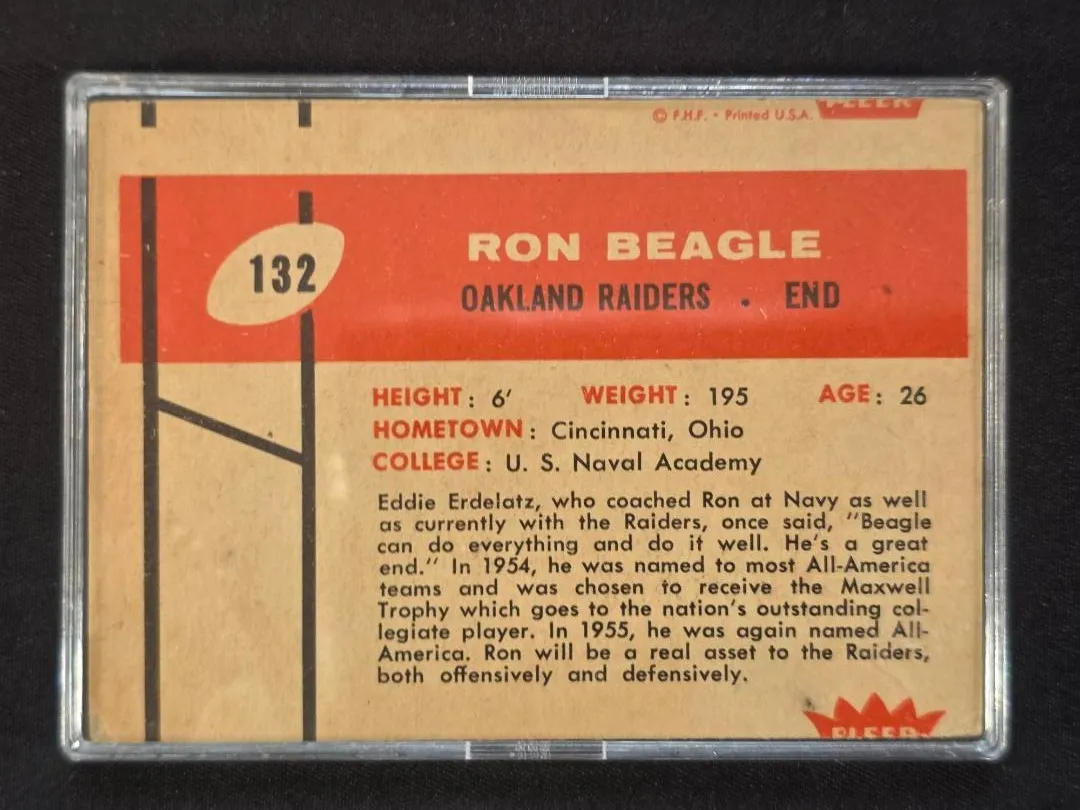 © F.H.F. • Printed U.S.A. FLEER
132
RON BEAGLE
OAKLAND RAIDERS . END
HEIGHT: 6' WEIGHT: 195 AGE: 26
HOMETOWN: Cincinnati, Ohio
COLLEGE: U. S. Naval Academy
Eddie Erdelatz, who coached Ron at Navy as well
as currently with the Raiders, once said, "Beagle
can do everything and do it well. He's a great
end." In 1954, he was named to most All-America
teams and was chosen to receive the Maxwell
Trophy which goes to the nation's outstanding col-
legiate player. In 1955, he was again named All-
America. Ron will be a real asset to the Raiders,
both offensively and defensively.
FLEER